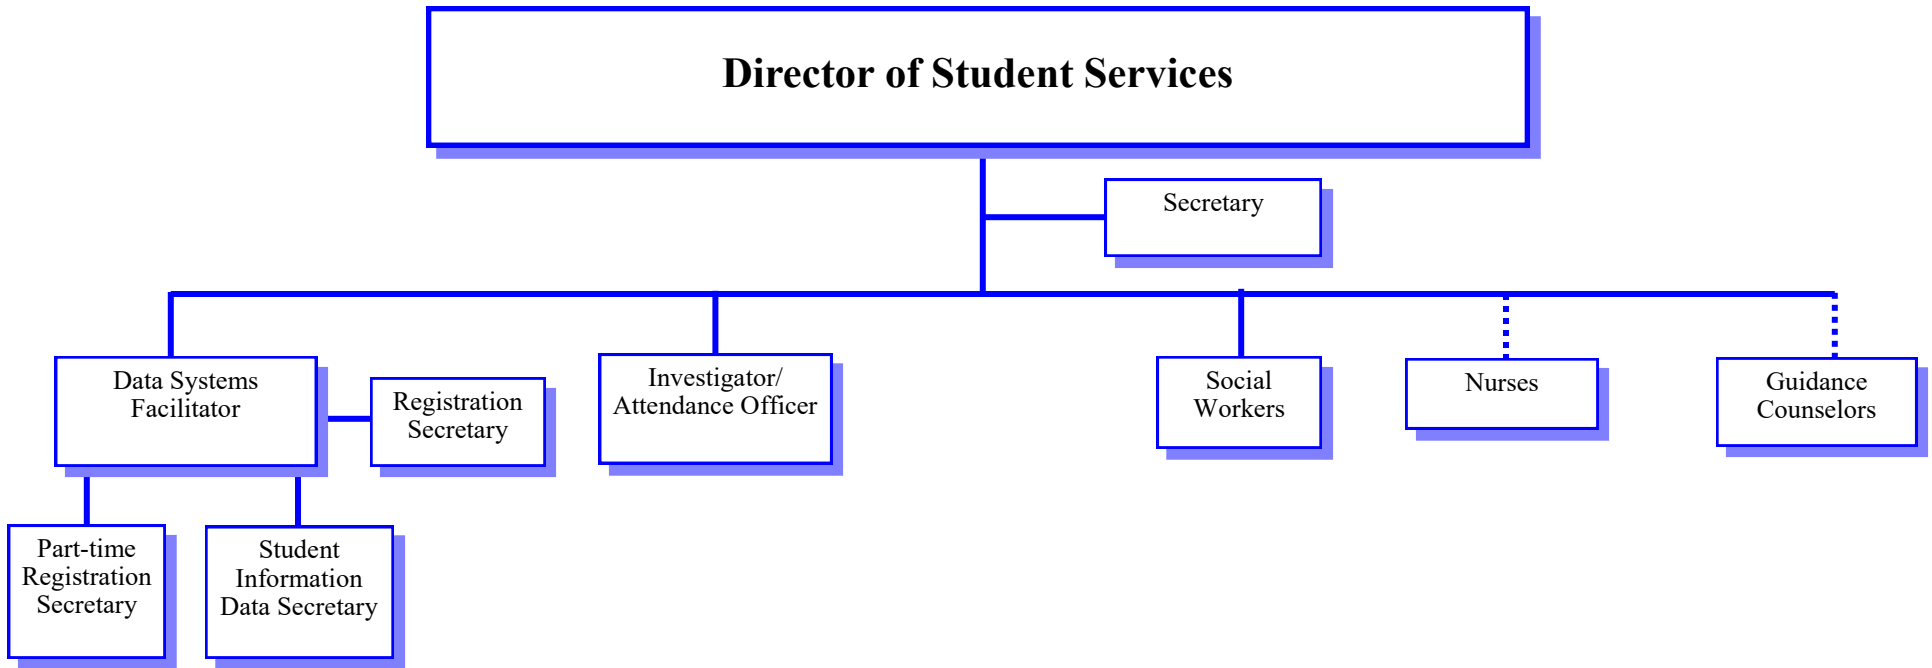 Director of Student Services
Secretary
Data Systems
Facilitator
Registration
Secretary
Investigator/
Attendance Officer
Social
Workers
Nurses
Guidance
Counselors
Part-time
Registration
Secretary
Student
Information
Data Secretary